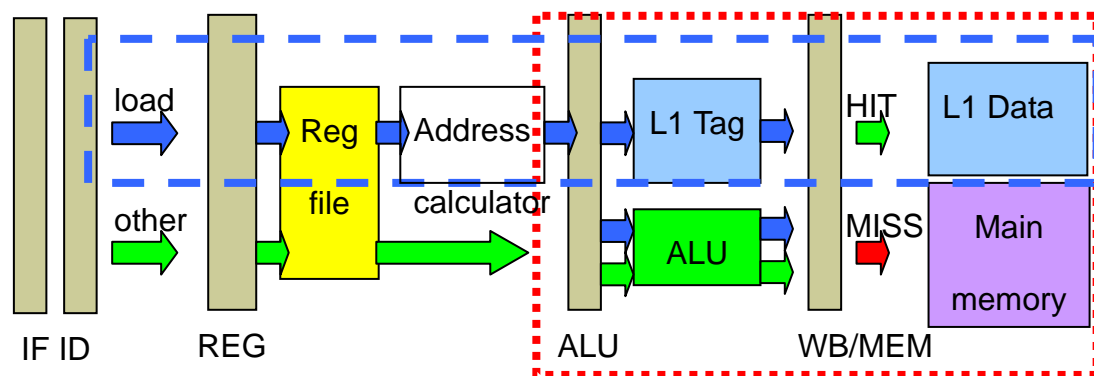 load
HIT
L1 Data
Reg
file
Address
calculator
L1 Tag
other
MISS
ALU
Main
memory
IF ID
REG
ALU
WB/MEM